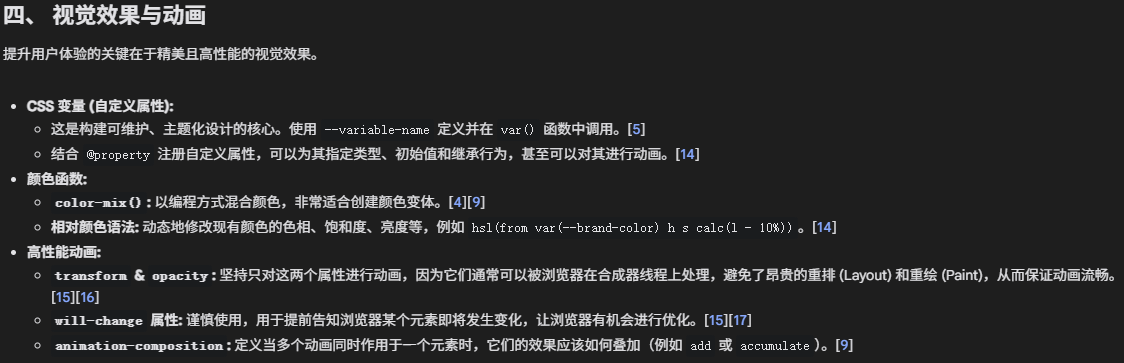 四、 视觉效果与动画
提升用户体验的关键在于精美且高性能的视觉效果。
• CSS 变量 (自定义属性):
◦ 这是构建可维护、主题化设计的核心。使用 --variable-name 定义并在 var() 函数中调用。[5]
◦ 结合 @property 注册自定义属性，可以为其指定类型、初始值和继承行为，甚至可以对其进行动画。[14]
• 颜色函数:
◦ color-mix() : 以编程方式混合颜色，非常适合创建颜色变体。[4][9]
◦ 相对颜色语法: 动态地修改现有颜色的色相、饱和度、亮度等，例如 hsl(from var(--brand-color) h s calc(l - 10%)) 。[14]
• 高性能动画:
◦ transform & opacity : 坚持只对这两个属性进行动画，因为它们通常可以被浏览器在合成器线程上处理，避免了昂贵的重排 (Layout) 和重绘 (Paint)，从而保证动画流畅。
[15][16]
◦ will-change 属性: 谨慎使用，用于提前告知浏览器某个元素即将发生变化，让浏览器有机会进行优化。[15][17]
◦ animation-composition : 定义当多个动画同时作用于一个元素时，它们的效果应该如何叠加（例如 add 或 accumulate ）。[9]